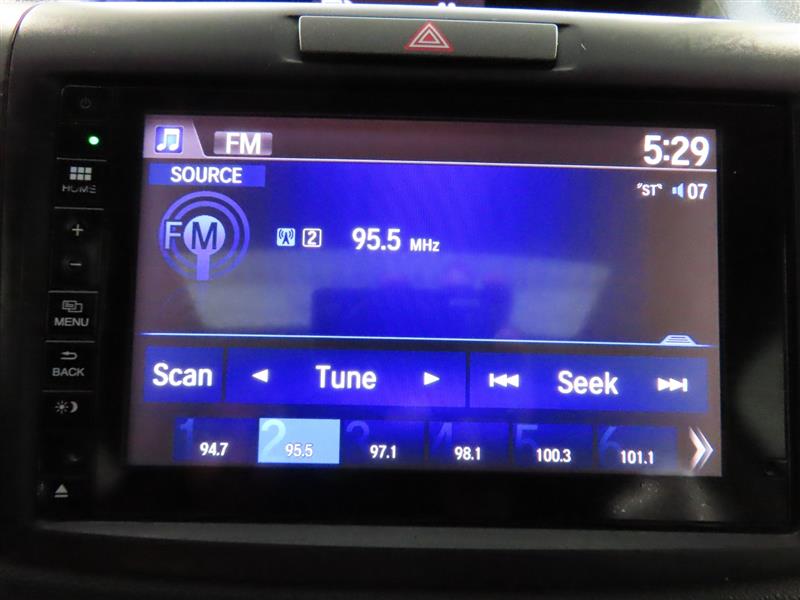 FM
5:29
SOURCE
"ST" 07
FM
2 95.5 MHz
HOME
+
−
MENU
BACK
Scan Tune Seek
1 94.7
2 95.5
3 97.1
4 98.1
5 100.3
6 101.1